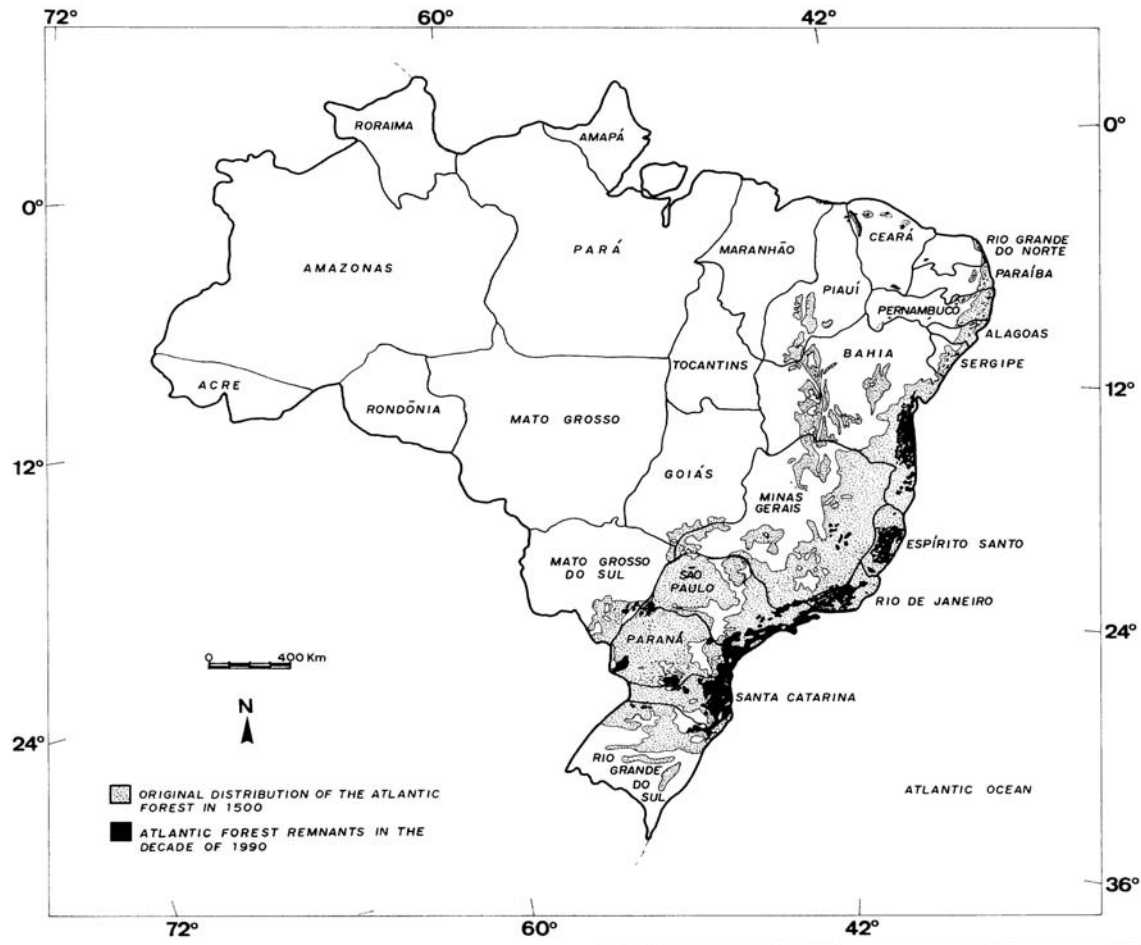 72°
60°
42°
RORAIMA
AMAPÁ
0°
0°
AMAZONAS
PARÁ
MARANHÃO
CEARÁ
RIO GRANDE
DO NORTE
PARAÍBA
PIAUÍ
PERNAMBUCO
ALAGOAS
BAHIA
SERGIPE
TOCANTINS
ACRE
RONDÔNIA
MATO GROSSO
12°
12°
GOIÁS
MINAS
GERAIS
ESPÍRITO SANTO
MATO GROSSO
DO SUL
SÃO
PAULO
RIO DE JANEIRO
PARANÁ
24°
0 400 Km
SANTA CATARINA
N
24°
RIO
GRANDE
DO
SUL
ORIGINAL DISTRIBUTION OF THE ATLANTIC
FOREST IN 1500
ATLANTIC OCEAN
ATLANTIC FOREST REMNANTS IN THE
DECADE OF 1990
36°
72°
60°
42°